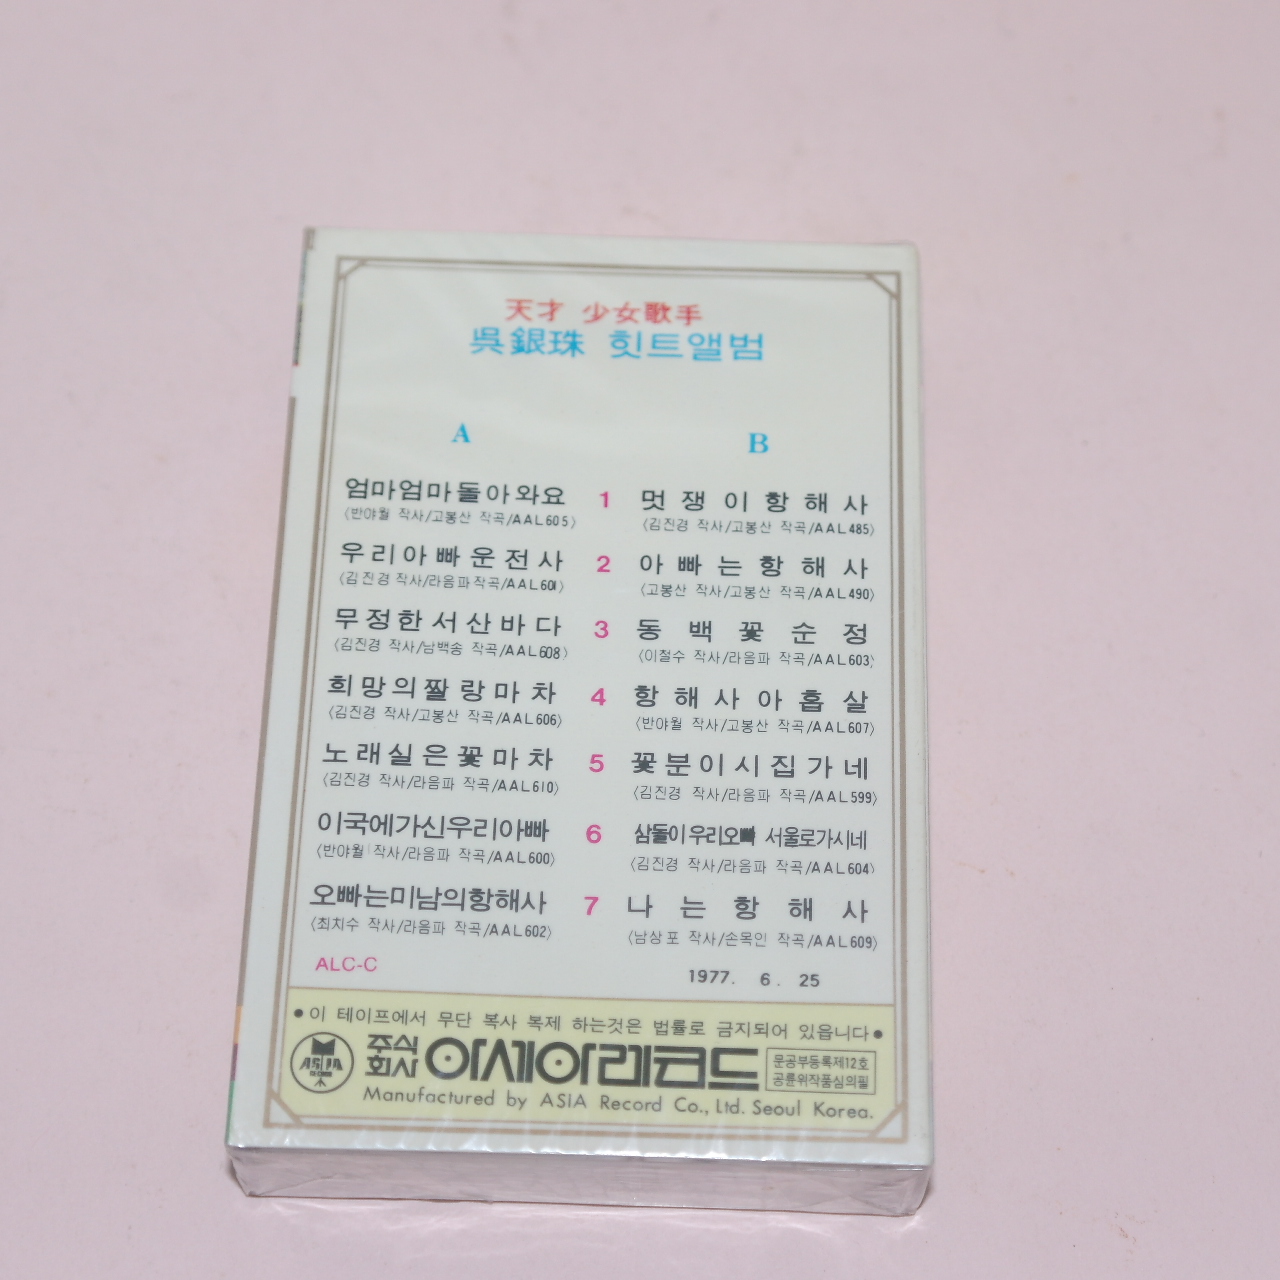 天才 少女歌手
吳銀珠 힛트앨범
A
B
엄마엄마돌아와요 1 멋쟁이항해사
〈반야월 작사/고봉산 작곡/AAL605〉 〈김진경 작사/고봉산 작곡/AAL485〉
우리아빠운전사 2 아빠는항해사
〈김진경 작사/라음파 작곡/AAL601〉 〈고봉산 작사/고봉산 작곡/AAL490〉
무정한서산바다 3 동백꽃순정
〈김진경 작사/남백송 작곡/AAL608〉 〈이철수 작사/라음파 작곡/AAL603〉
희망의짤랑마차 4 항해사아홉살
〈김진경 작사/고봉산 작곡/AAL606〉 〈반야월 작사/고봉산 작곡/AAL607〉
노래실은꽃마차 5 꽃분이시집가네
〈김진경 작사/라음파 작곡/AAL610〉 〈김진경 작사/라음파 작곡/AAL599〉
이국에가신우리아빠 6 삼돌이우리오빠 서울로가시네
〈반야월 작사/라음파 작곡/AAL600〉 〈김진경 작사/라음파 작곡/AAL604〉
오빠는미남의항해사 7 나는항해사
〈최치수 작사/라음파 작곡/AAL602〉 〈남상포 작사/손목인 작곡/AAL609〉
ALC-C 1977. 6. 25
●이 테이프에서 무단 복사 복제 하는것은 법률로 금지되어 있읍니다●
ASIA
주식회사 아세아레코드
문공부등록제12호
공륜위작품심의필
Manufactured by ASIA Record Co., Ltd. Seoul Korea.